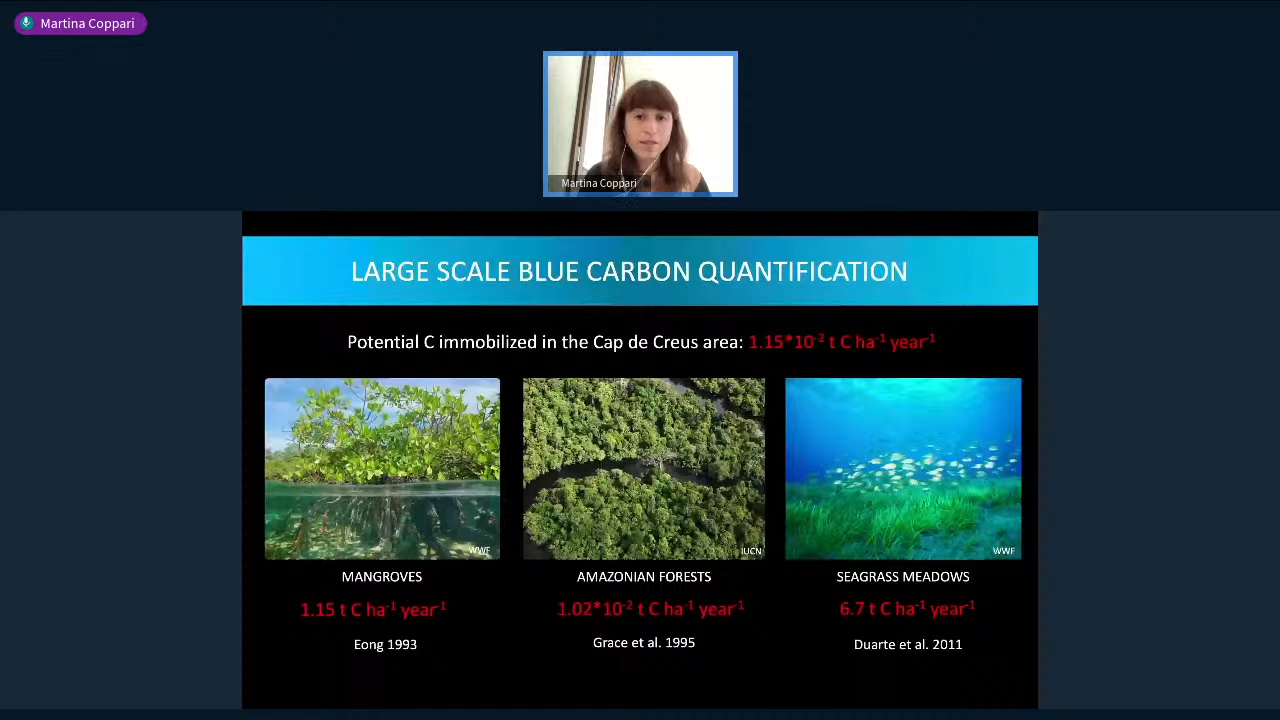 Martina Coppari
Martina Coppari
LARGE SCALE BLUE CARBON QUANTIFICATION
Potential C immobilized in the Cap de Creus area: 1.15*10⁻² t C ha⁻¹ year⁻¹
WWF
IUCN
WWF
MANGROVES
AMAZONIAN FORESTS
SEAGRASS MEADOWS
1.15 t C ha⁻¹ year⁻¹
1.02*10⁻² t C ha⁻¹ year⁻¹
6.7 t C ha⁻¹ year⁻¹
Eong 1993
Grace et al. 1995
Duarte et al. 2011